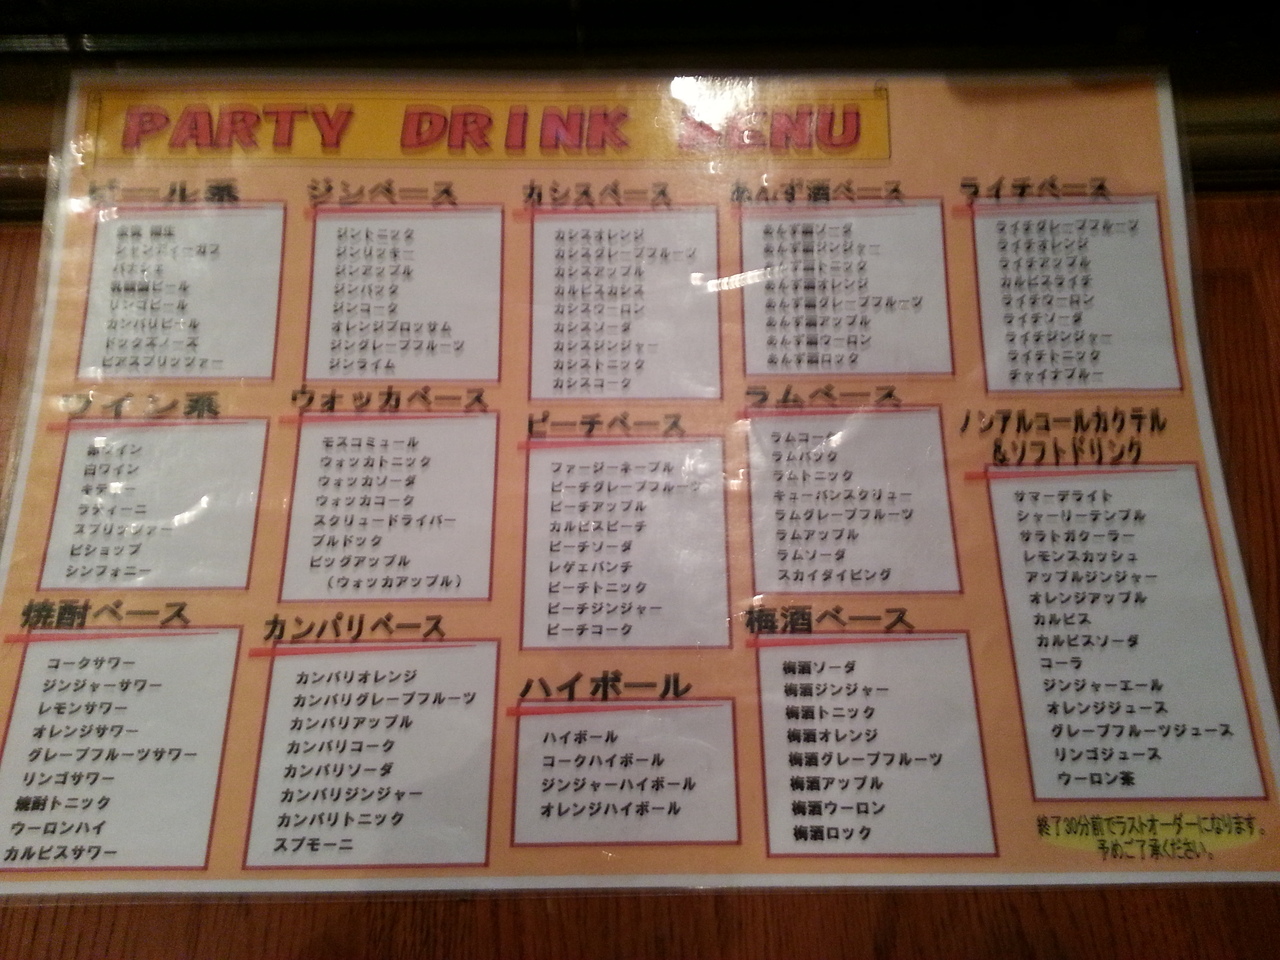 PARTY DRINK MENU
ビール系
シャンディーガフ
パナシェ
リンゴビール
カンパリビール
ドッグズノーズ
ビアスプリッツァー
ジンベース
ジントニック
ジンリッキー
ジンアップル
ジンバック
ジンコーク
オレンジブロッサム
ジングレープフルーツ
ジンライム
カシスベース
カシスオレンジ
カシスグレープフルーツ
カシスアップル
カルピスカシス
カシスウーロン
カシスソーダ
カシスジンジャー
カシストニック
カシスコーク
あんず酒ベース
あんず酒ソーダ
あんず酒ジンジャー
あんず酒トニック
あんず酒オレンジ
あんず酒グレープフルーツ
あんず酒アップル
あんず酒ウーロン
あんず酒ロック
ライチベース
ライチグレープフルーツ
ライチオレンジ
ライチアップル
カルピスライチ
ライチウーロン
ライチソーダ
ライチジンジャー
ライチトニック
チャイナブルー
ワイン系
赤ワイン
白ワイン
キティー
スプリッツァー
ビショップ
シンフォニー
ウォッカベース
モスコミュール
ウォッカトニック
ウォッカソーダ
ウォッカコーク
スクリュードライバー
ブルドック
ビッグアップル
(ウォッカアップル)
ピーチベース
ファージーネーブル
ピーチグレープフルーツ
ピーチアップル
カルピスピーチ
ピーチソーダ
レゲエパンチ
ピーチトニック
ピーチジンジャー
ピーチコーク
ラムベース
ラムコーク
ラムバック
ラムトニック
キューバンスクリュー
ラムグレープフルーツ
ラムアップル
ラムソーダ
スカイダイビング
ノンアルコールカクテル
&ソフトドリンク
サマーデライト
シャーリーテンプル
サラトガクーラー
レモンスカッシュ
アップルジンジャー
オレンジアップル
カルピス
カルピスソーダ
コーラ
ジンジャーエール
オレンジジュース
グレープフルーツジュース
リンゴジュース
ウーロン茶
焼酎ベース
コークサワー
ジンジャーサワー
レモンサワー
オレンジサワー
グレープフルーツサワー
リンゴサワー
焼酎トニック
ウーロンハイ
カルピスサワー
カンパリベース
カンパリオレンジ
カンパリグレープフルーツ
カンパリアップル
カンパリコーク
カンパリソーダ
カンパリジンジャー
カンパリトニック
スプモーニ
ハイボール
ハイボール
コークハイボール
ジンジャーハイボール
オレンジハイボール
梅酒ベース
梅酒ソーダ
梅酒ジンジャー
梅酒トニック
梅酒オレンジ
梅酒グレープフルーツ
梅酒アップル
梅酒ウーロン
梅酒ロック
終了30分前でラストオーダーになります。
予めご了承ください。